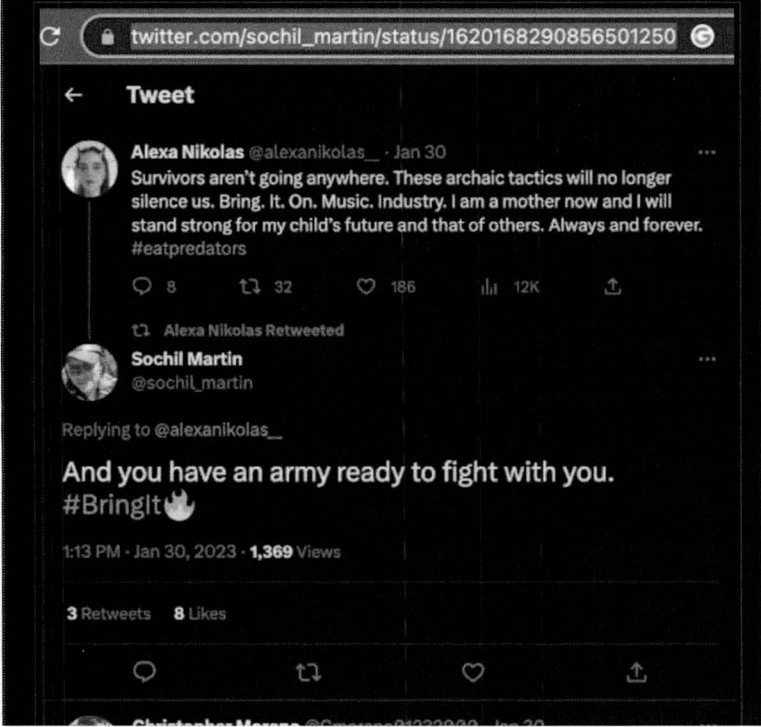 twitter.com/sochil_martin/status/1620168290856501250
Tweet
Alexa Nikolas @alexanikolas__ · Jan 30
Survivors aren't going anywhere. These archaic tactics will no longer
silence us. Bring. It. On. Music. Industry. I am a mother now and I will
stand strong for my child's future and that of others. Always and forever.
#eatpredators
8 32 186 12K
Alexa Nikolas Retweeted
Sochil Martin
@sochil_martin
Replying to @alexanikolas__
And you have an army ready to fight with you.
#BringIt🔥
1:13 PM · Jan 30, 2023 · 1,369 Views
3 Retweets 8 Likes
Christopher Jan 30